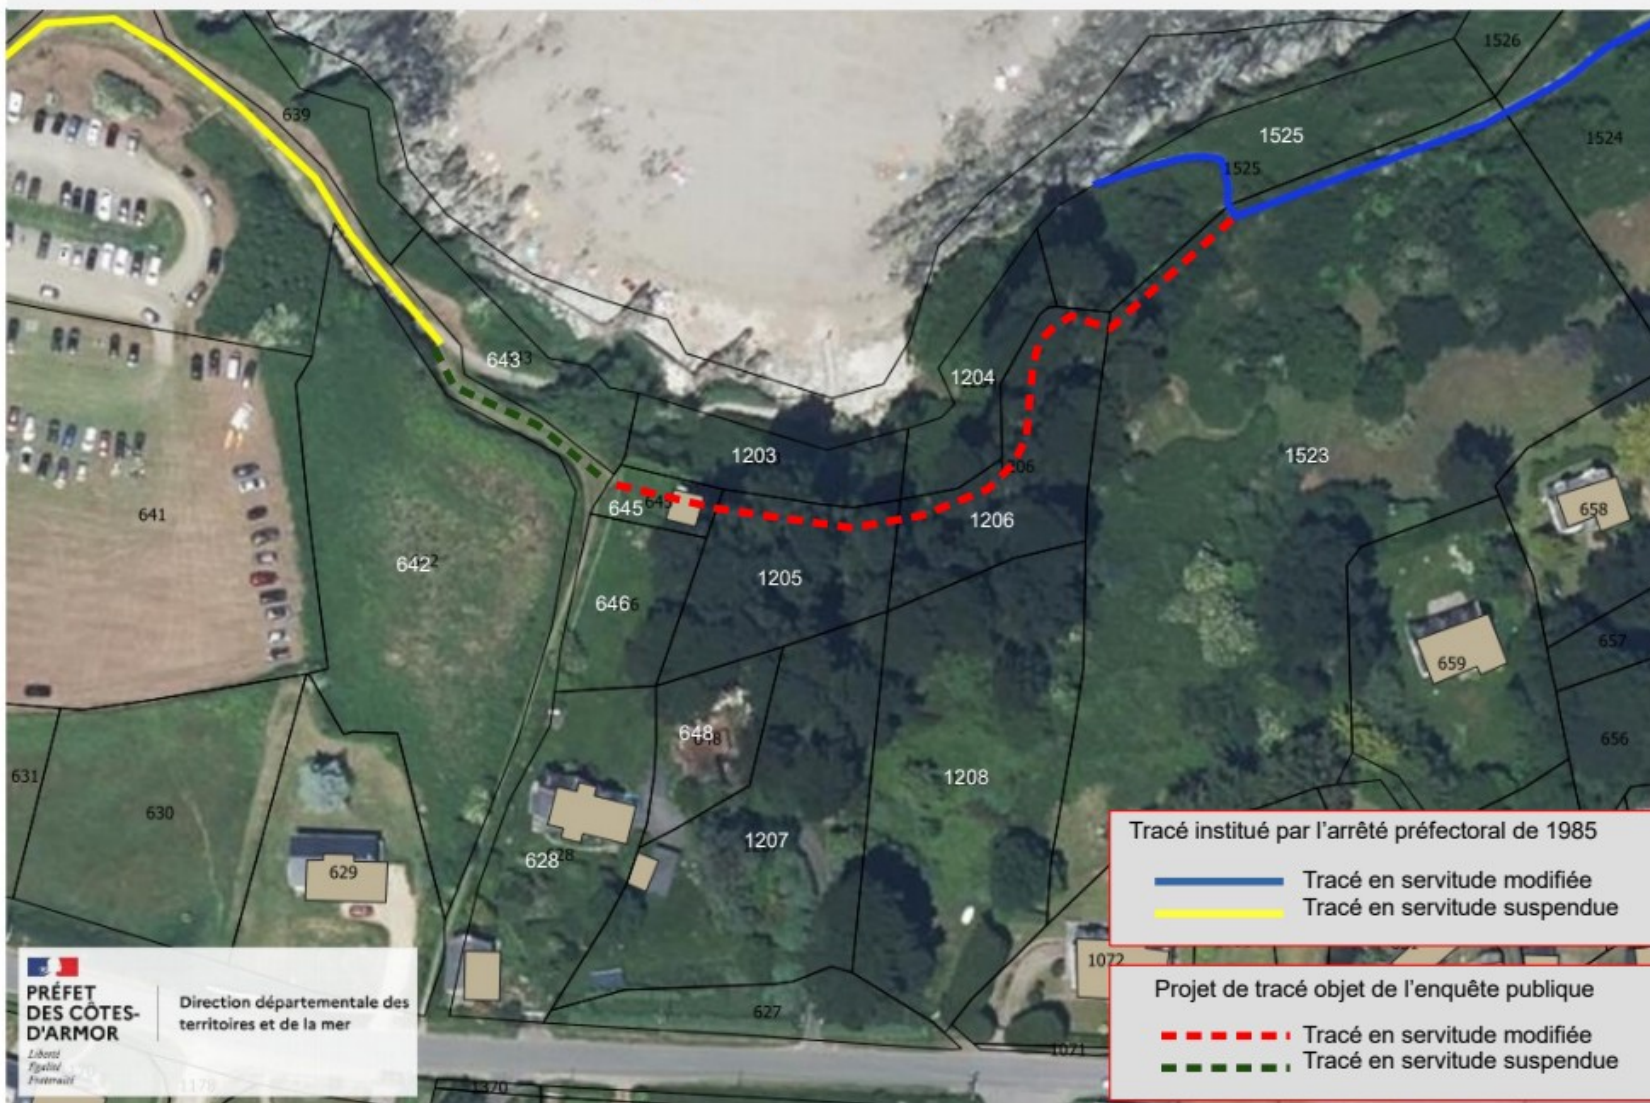 1526
639
1525
1524
1525
643
1204
1203
1523
206
645
641
1206
658
642
1205
646
657
659
648
656
631
1208
630
1207
629
628
1072
627
1071
1178
1370
Tracé institué par l'arrêté préfectoral de 1985
Tracé en servitude modifiée
Tracé en servitude suspendue
Projet de tracé objet de l'enquête publique
Tracé en servitude modifiée
Tracé en servitude suspendue
PRÉFET
DES CÔTES-
D'ARMOR
Liberté
Égalité
Fraternité
Direction départementale des
territoires et de la mer